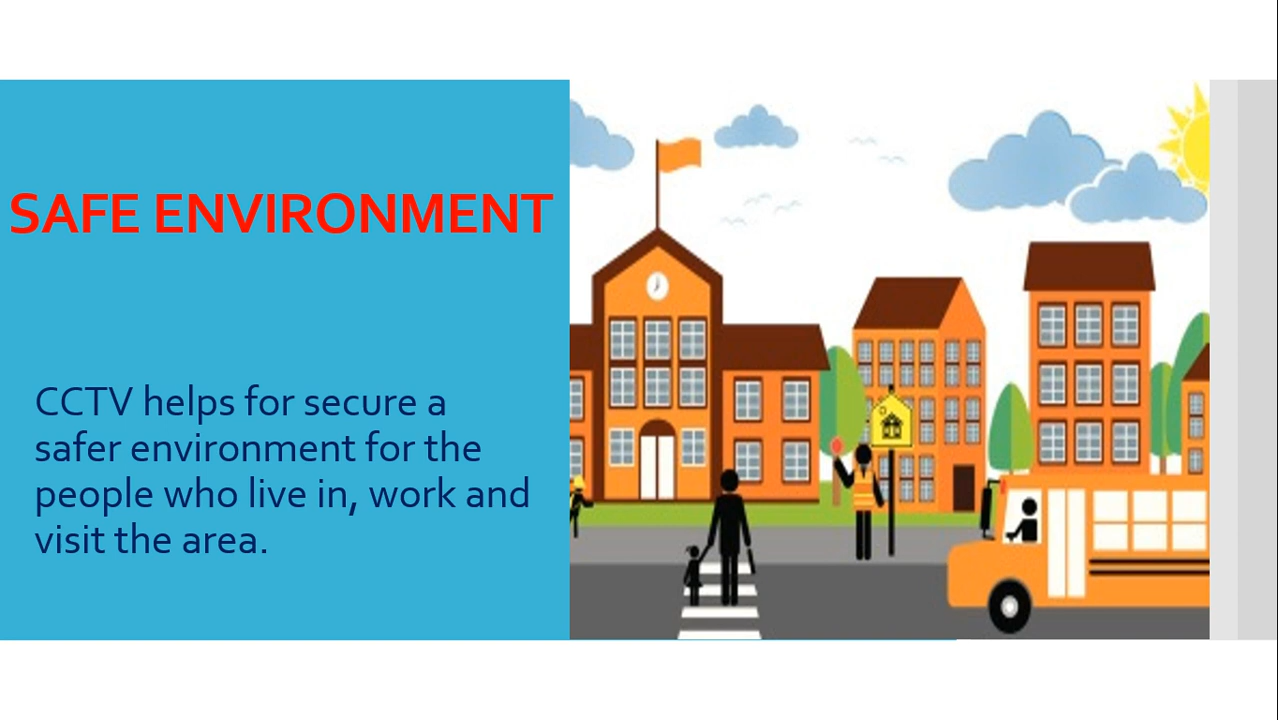 SAFE ENVIRONMENT
CCTV helps for secure a
safer environment for the
people who live in, work and
visit the area.